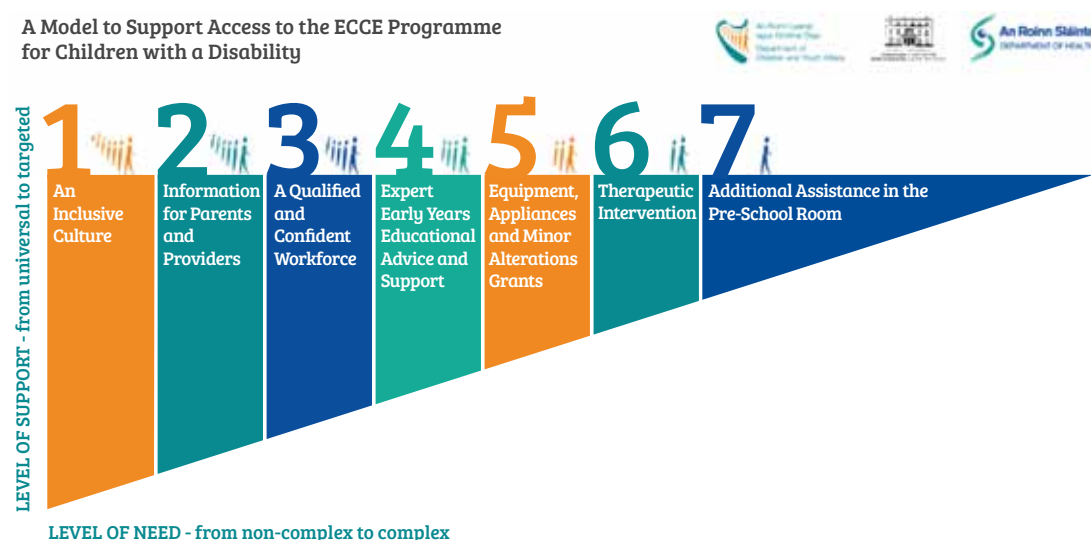 A Model to Support Access to the ECCE Programme
for Children with a Disability
An Roinn Sláinte
DEPARTMENT OF HEALTH
LEVEL OF SUPPORT - from universal to targeted
1
An
Inclusive
Culture
2
Information
for Parents
and
Providers
3
A Qualified
and
Confident
Workforce
4
Expert
Early Years
Educational
Advice and
Support
5
Equipment,
Appliances
and Minor
Alterations
Grants
6
Therapeutic
Intervention
7
Additional Assistance in the
Pre-School Room
LEVEL OF NEED - from non-complex to complex